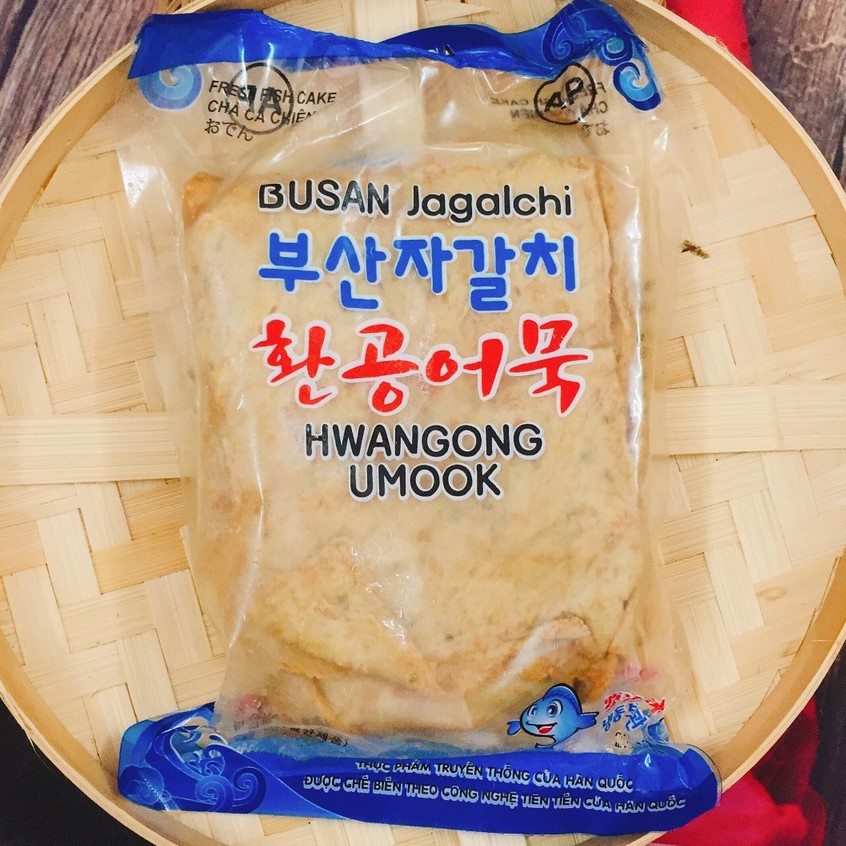 FRESH FISH CAKE
CHẢ CÁ CHIÊN
おでん
A.P
BUSAN Jagalchi
부산자갈치
환공어묵
HWANGONG
UMOOK
THỰC PHẨM TRUYỀN THỐNG CỦA HÀN QUỐC
ĐƯỢC CHẾ BIẾN THEO CÔNG NGHỆ TIÊN TIẾN CỦA HÀN QUỐC